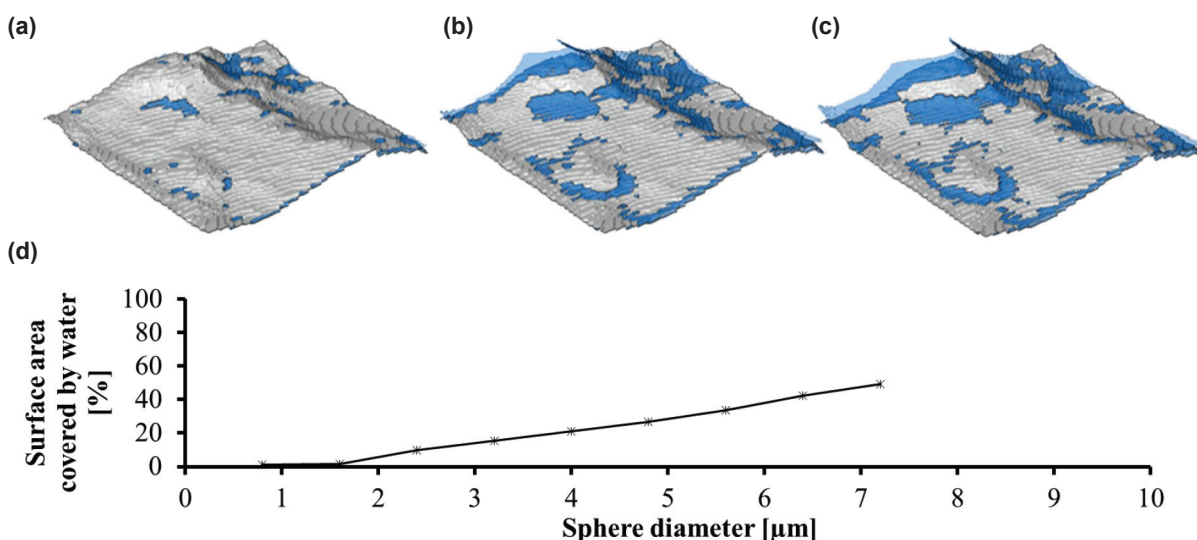 (a)
(b)
(c)
(d)
Surface area
covered by water
[%]
100
80
60
40
20
0
0 1 2 3 4 5 6 7 8 9 10
Sphere diameter [µm]